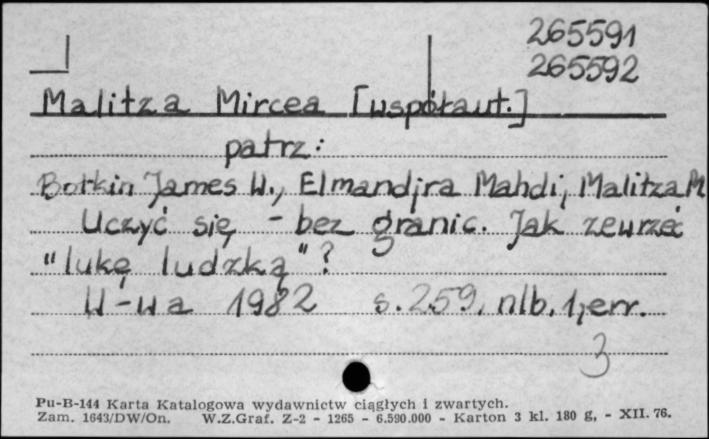 265591
265592
Malitza Mircea [współaut.]
patrz:
Botkin James W., Elmandjra Mahdi, Malitza M
Uczyć się - bez granic. Jak zewrzeć
"lukę ludzką"?
W-wa 1982 s. 259, nlb. 1, err.
3
Pu-B-144 Karta Katalogowa wydawnictw ciągłych i zwartych.
Zam. 1643/DW/On. W.Z.Graf. Z-2 - 1265 - 6.590.000 - Karton 3 kl. 180 g, - XII. 76.